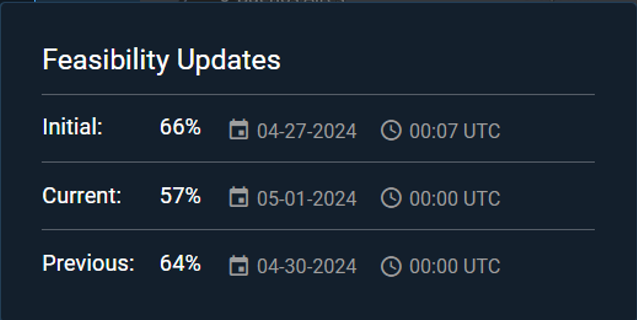 Feasibility Updates
Initial: 66% 04-27-2024 00:07 UTC
Current: 57% 05-01-2024 00:00 UTC
Previous: 64% 04-30-2024 00:00 UTC